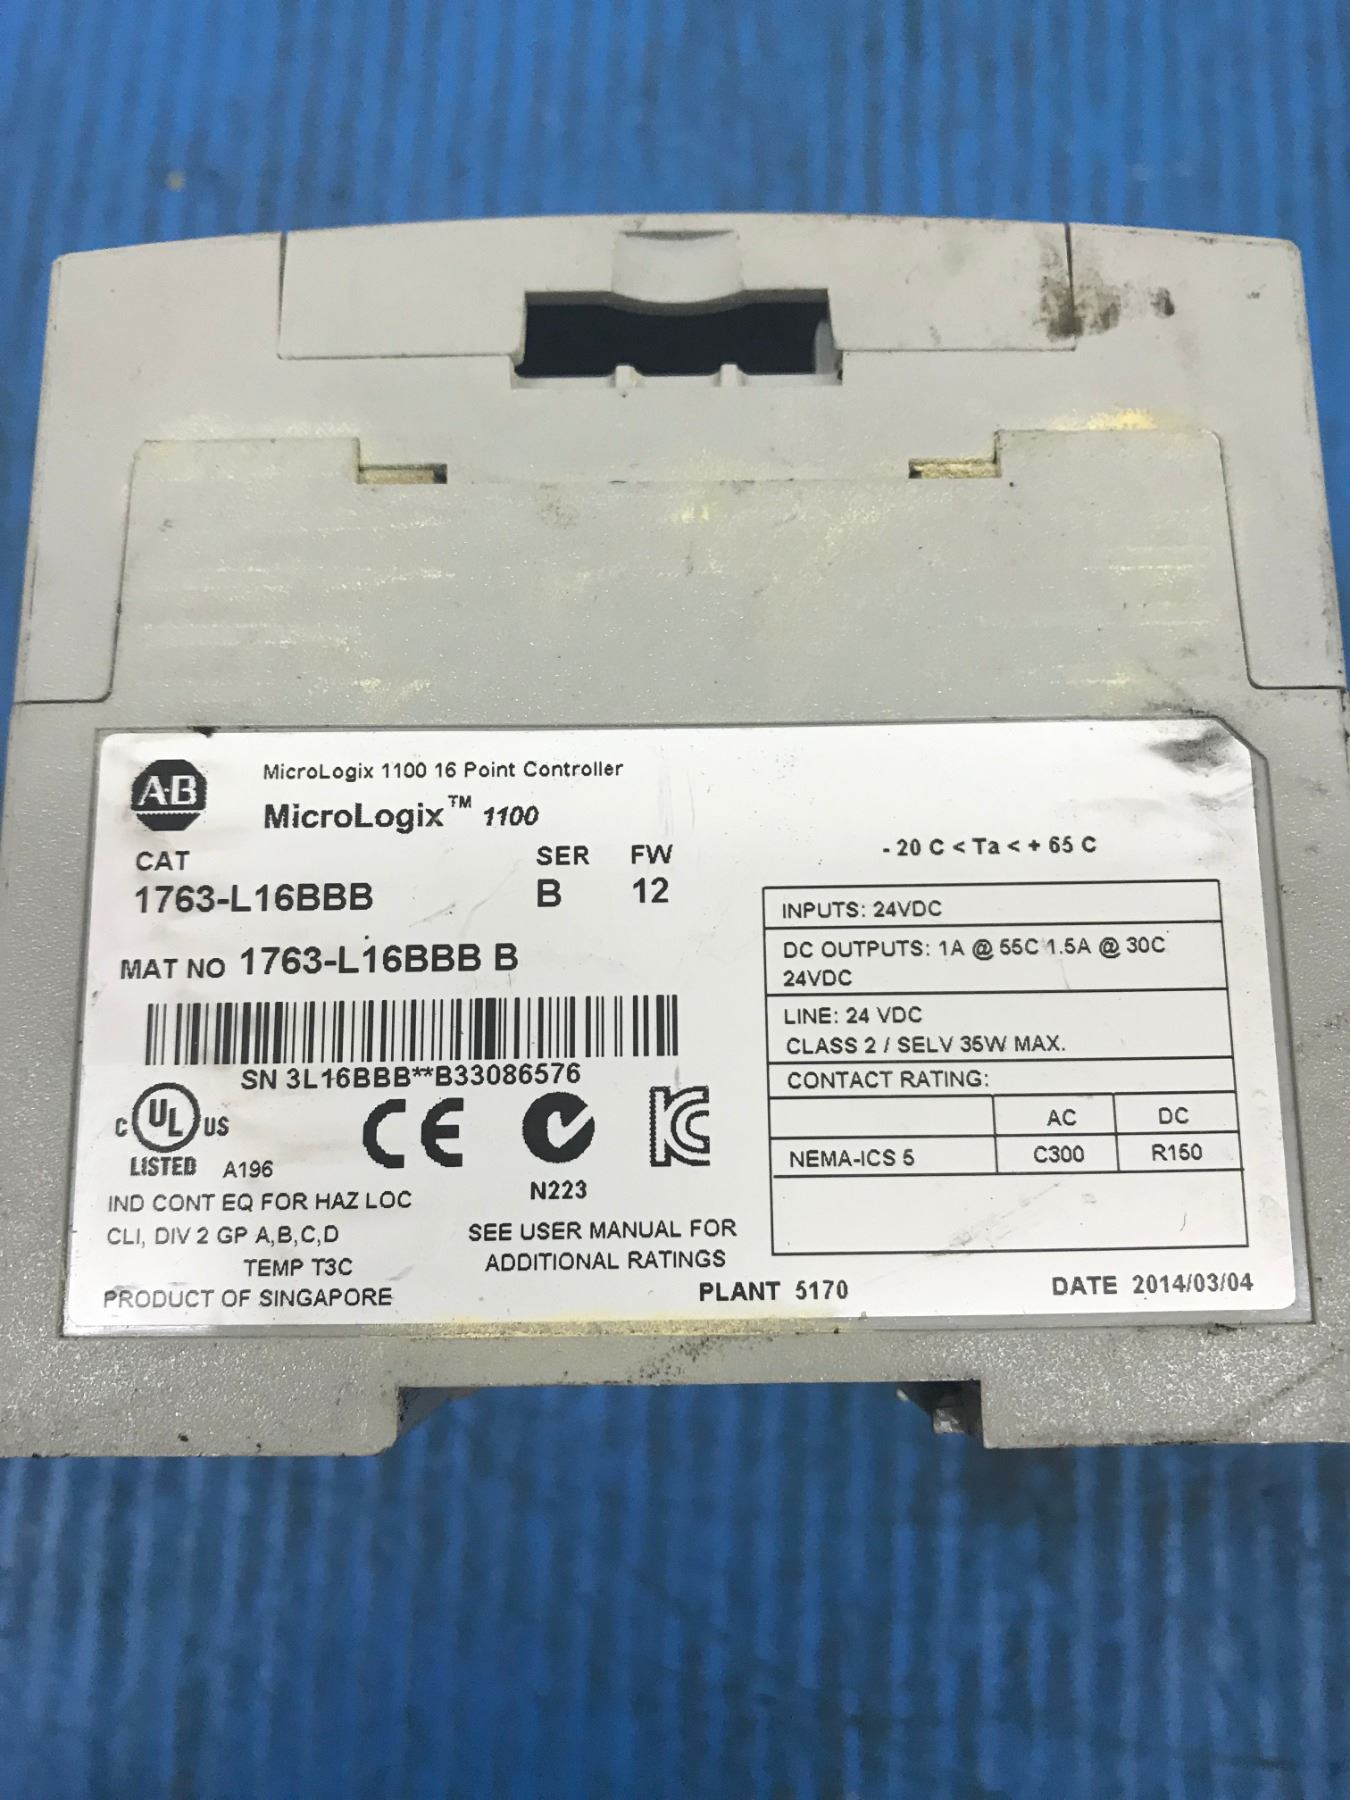 A·B
MicroLogix 1100 16 Point Controller
MicroLogix™ 1100
CAT SER FW
1763-L16BBB B 12
MAT NO 1763-L16BBB B
SN 3L16BBB**B33086576
C UL US
LISTED A196
CE
N223
IND CONT EQ FOR HAZ LOC
CLI, DIV 2 GP A,B,C,D
TEMP T3C
PRODUCT OF SINGAPORE
SEE USER MANUAL FOR
ADDITIONAL RATINGS
- 20 C < Ta < + 65 C
INPUTS: 24VDC
DC OUTPUTS: 1A @ 55C 1.5A @ 30C
24VDC
LINE: 24 VDC
CLASS 2 / SELV 35W MAX.
CONTACT RATING:
AC DC
NEMA-ICS 5 C300 R150
PLANT 5170
DATE 2014/03/04